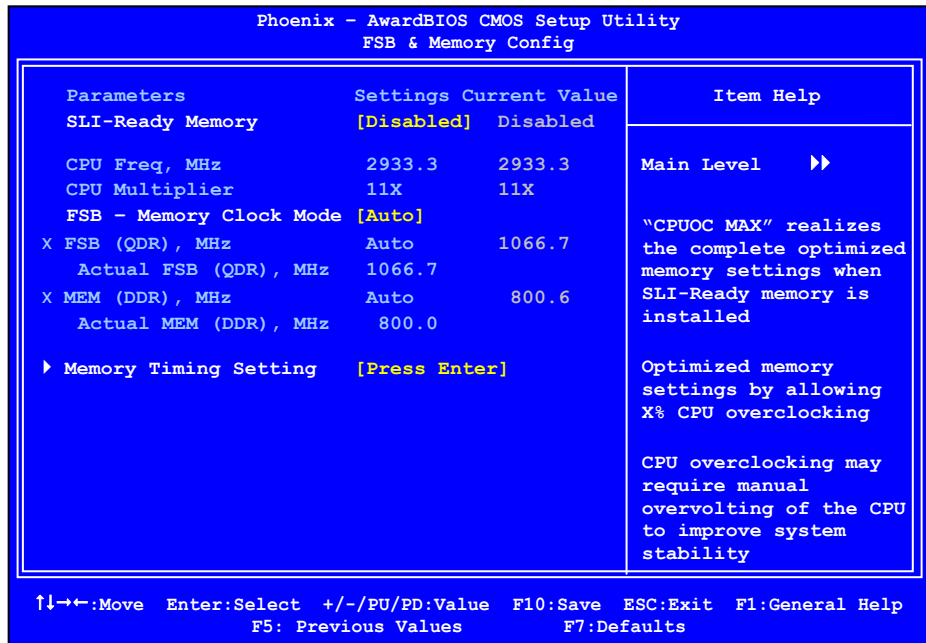 Phoenix – AwardBIOS CMOS Setup Utility
FSB & Memory Config
Parameters Settings Current Value
SLI-Ready Memory [Disabled] Disabled
CPU Freq, MHz 2933.3 2933.3
CPU Multiplier 11X 11X
FSB – Memory Clock Mode [Auto]
X FSB (QDR), MHz Auto 1066.7
Actual FSB (QDR), MHz 1066.7
X MEM (DDR), MHz Auto 800.6
Actual MEM (DDR), MHz 800.0
Memory Timing Setting [Press Enter]
Item Help
Main Level
“CPUOC MAX” realizes
the complete optimized
memory settings when
SLI-Ready memory is
installed
Optimized memory
settings by allowing
X% CPU overclocking
CPU overclocking may
require manual
overvolting of the CPU
to improve system
stability
↑↓→←:Move Enter:Select +/-/PU/PD:Value F10:Save ESC:Exit F1:General Help
F5: Previous Values F7:Defaults